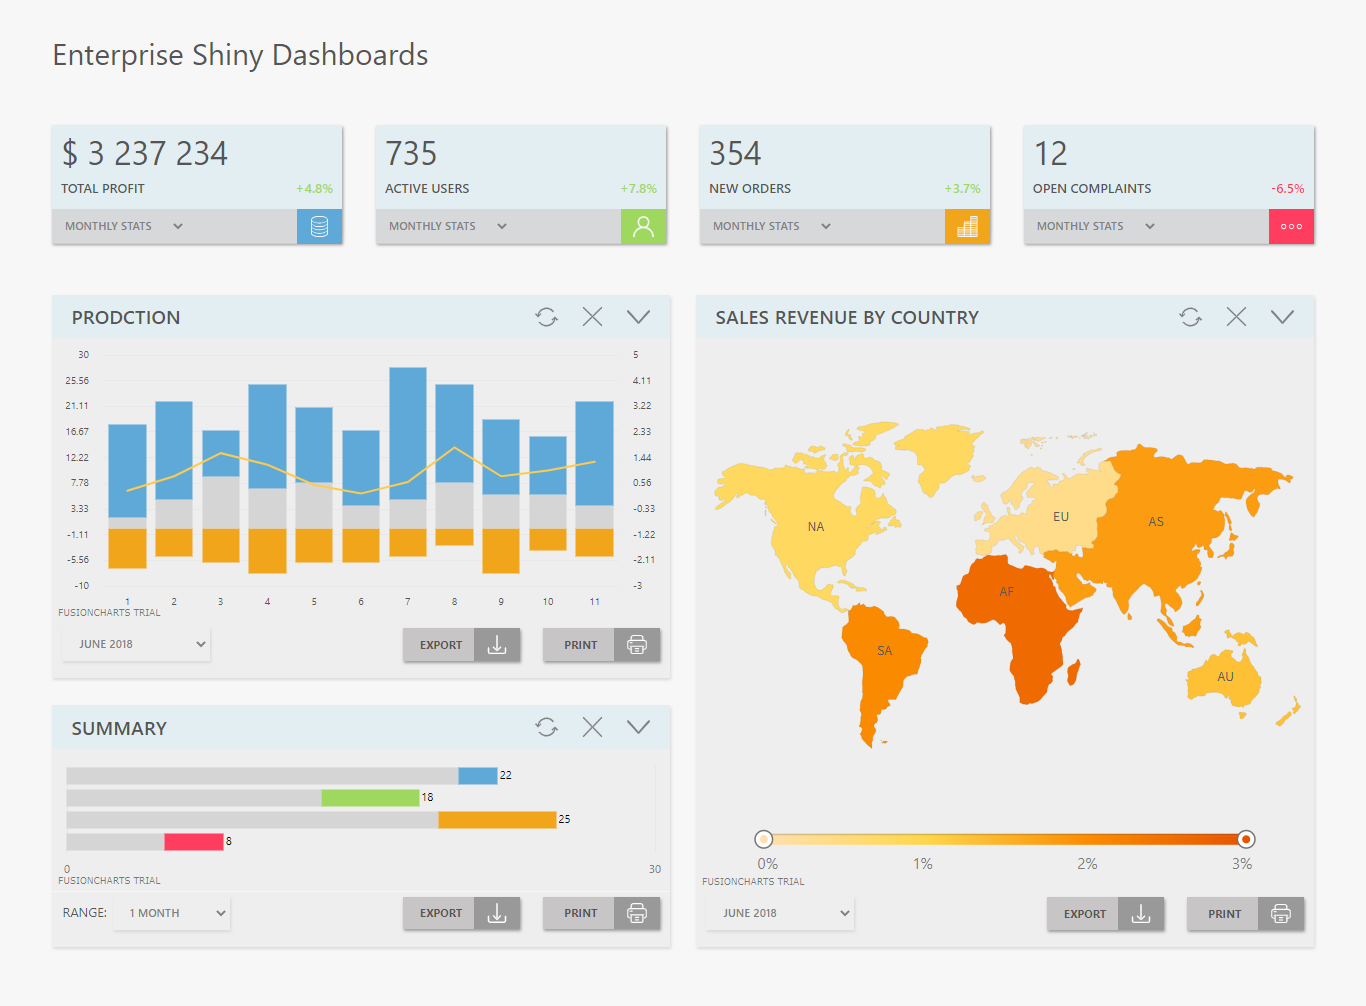 Enterprise Shiny Dashboards
$ 3 237 234
TOTAL PROFIT +4.8%
MONTHLY STATS
735
ACTIVE USERS +7.8%
MONTHLY STATS
354
NEW ORDERS +3.7%
MONTHLY STATS
12
OPEN COMPLAINTS -6.5%
MONTHLY STATS
PRODCTION
30 5
25.56 4.11
21.11 3.22
16.67 2.33
12.22 1.44
7.78 0.56
3.33 -0.33
-1.11 -1.22
-5.56 -2.11
-10 -3
1 2 3 4 5 6 7 8 9 10 11
FUSIONCHARTS TRIAL
JUNE 2018 EXPORT PRINT
SUMMARY
22
18
25
8
0 30
FUSIONCHARTS TRIAL
RANGE: 1 MONTH EXPORT PRINT
SALES REVENUE BY COUNTRY
NA EU AS
AF
SA
AU
0% 1% 2% 3%
FUSIONCHARTS TRIAL
JUNE 2018 EXPORT PRINT